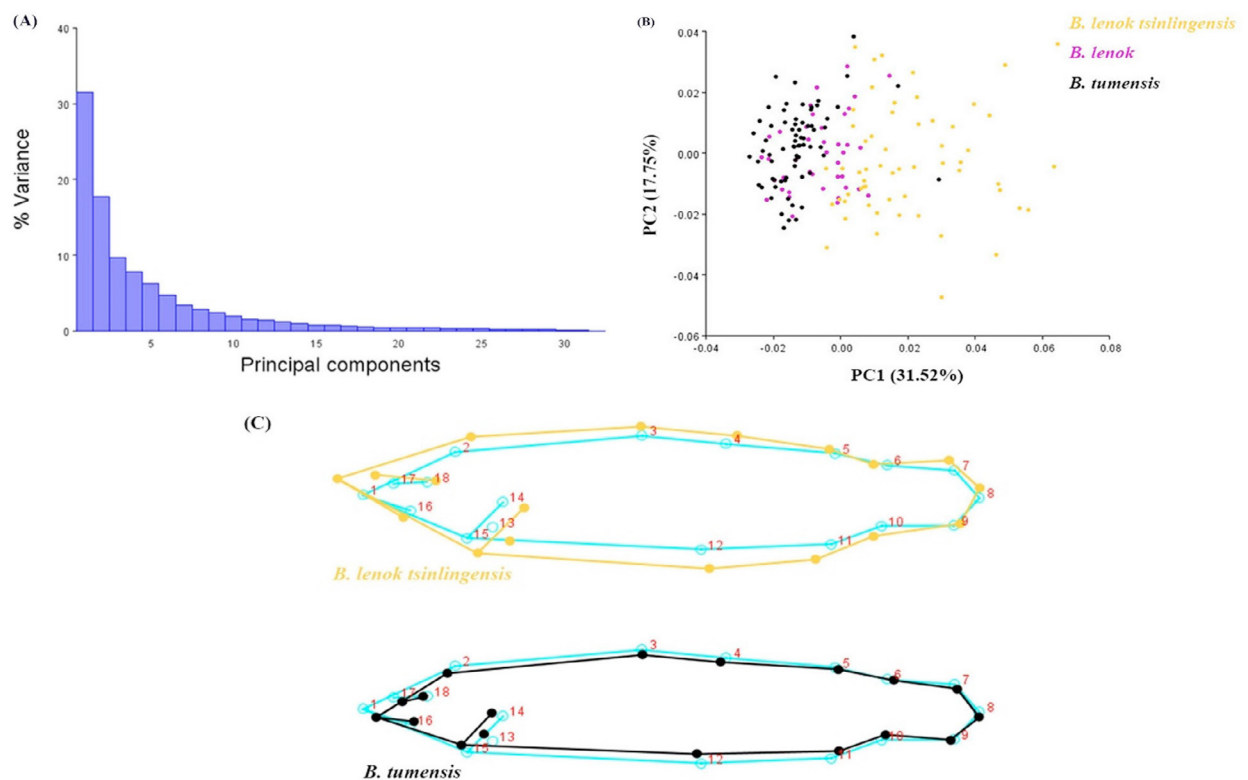 (A)
40
30
20
10
0
% Variance
5 10 15 20 25 30
Principal components
(B)
B. lenok tsinlingensis
B. lenok
B. tumensis
0.04
0.02
0.00
-0.02
-0.04
-0.06
PC2 (17.75%)
-0.04 -0.02 0.00 0.02 0.04 0.06 0.08
PC1 (31.52%)
(C)
3
2 4 5
6 7
1 17 18 8
16 14
15 13 10 9
12 11
B. lenok tsinlingensis
3
2 4 5
6 7
1 17 18 8
16 14
15 13 10 9
12 11
B. tumensis